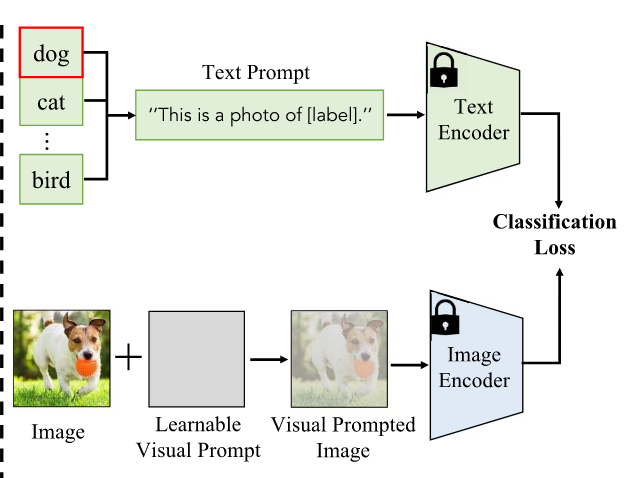 dog
cat
bird
Text Prompt
"This is a photo of [label]."
Text
Encoder
Classification
Loss
Image
Encoder
Image
Learnable
Visual Prompt
Visual Prompted
Image